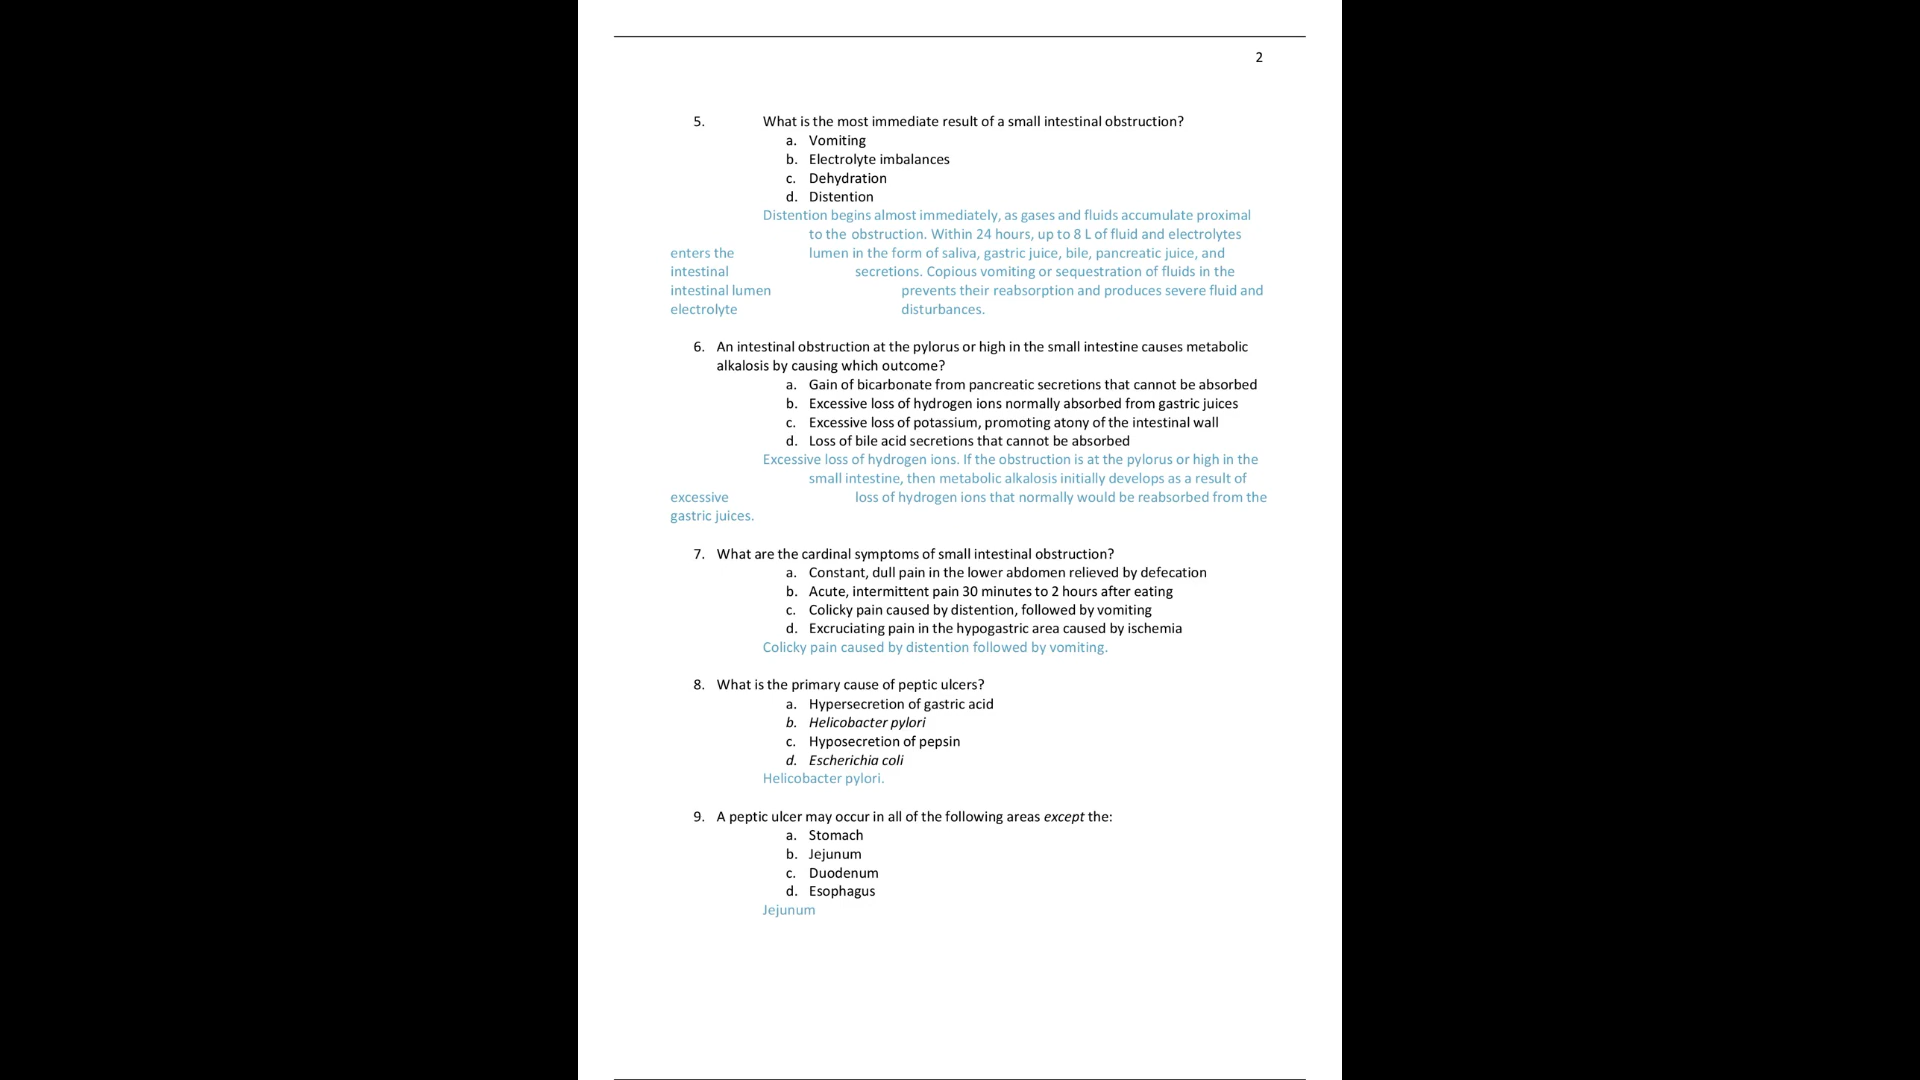 2
5. What is the most immediate result of a small intestinal obstruction?
a. Vomiting
b. Electrolyte imbalances
c. Dehydration
d. Distention
Distention begins almost immediately, as gases and fluids accumulate proximal
to the obstruction. Within 24 hours, up to 8 L of fluid and electrolytes
enters the lumen in the form of saliva, gastric juice, bile, pancreatic juice, and
intestinal secretions. Copious vomiting or sequestration of fluids in the
intestinal lumen prevents their reabsorption and produces severe fluid and
electrolyte disturbances.
6. An intestinal obstruction at the pylorus or high in the small intestine causes metabolic
alkalosis by causing which outcome?
a. Gain of bicarbonate from pancreatic secretions that cannot be absorbed
b. Excessive loss of hydrogen ions normally absorbed from gastric juices
c. Excessive loss of potassium, promoting atony of the intestinal wall
d. Loss of bile acid secretions that cannot be absorbed
Excessive loss of hydrogen ions. If the obstruction is at the pylorus or high in the
small intestine, then metabolic alkalosis initially develops as a result of
excessive loss of hydrogen ions that normally would be reabsorbed from the
gastric juices.
7. What are the cardinal symptoms of small intestinal obstruction?
a. Constant, dull pain in the lower abdomen relieved by defecation
b. Acute, intermittent pain 30 minutes to 2 hours after eating
c. Colicky pain caused by distention, followed by vomiting
d. Excruciating pain in the hypogastric area caused by ischemia
Colicky pain caused by distention followed by vomiting.
8. What is the primary cause of peptic ulcers?
a. Hypersecretion of gastric acid
b. Helicobacter pylori
c. Hyposecretion of pepsin
d. Escherichia coli
Helicobacter pylori.
9. A peptic ulcer may occur in all of the following areas except the:
a. Stomach
b. Jejunum
c. Duodenum
d. Esophagus
Jejunum